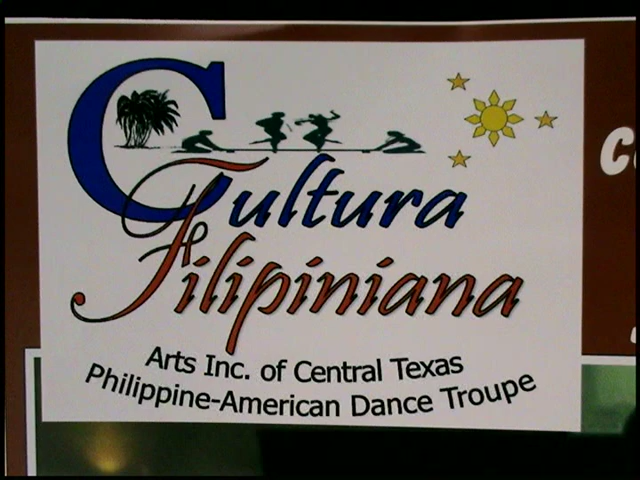 Cultura
Filipiniana
Arts Inc. of Central Texas
Philippine-American Dance Troupe